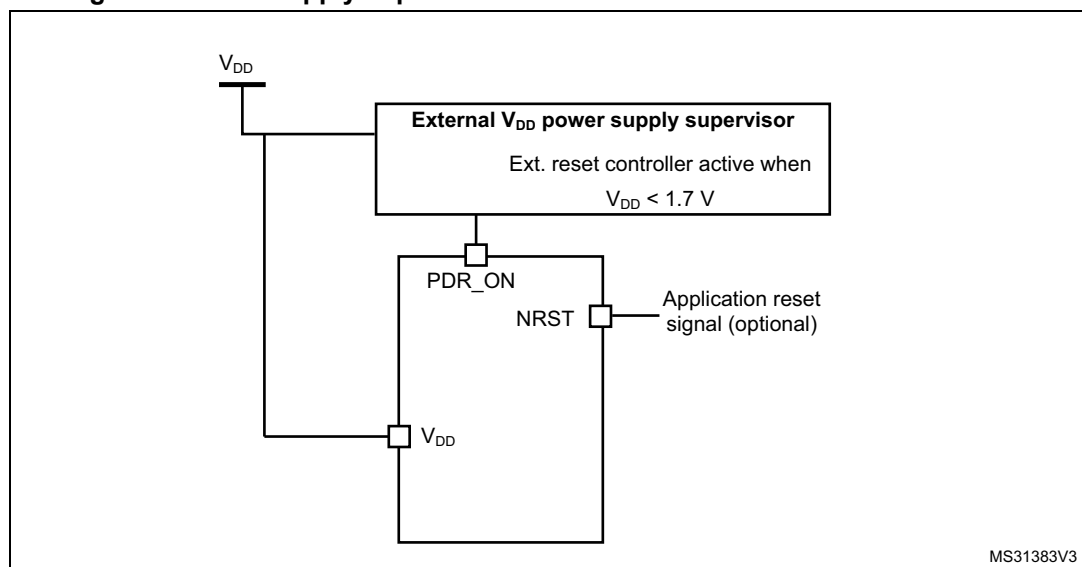 V_DD
External V_DD power supply supervisor
Ext. reset controller active when
V_DD < 1.7 V
PDR_ON
NRST
Application reset
signal (optional)
V_DD
MS31383V3